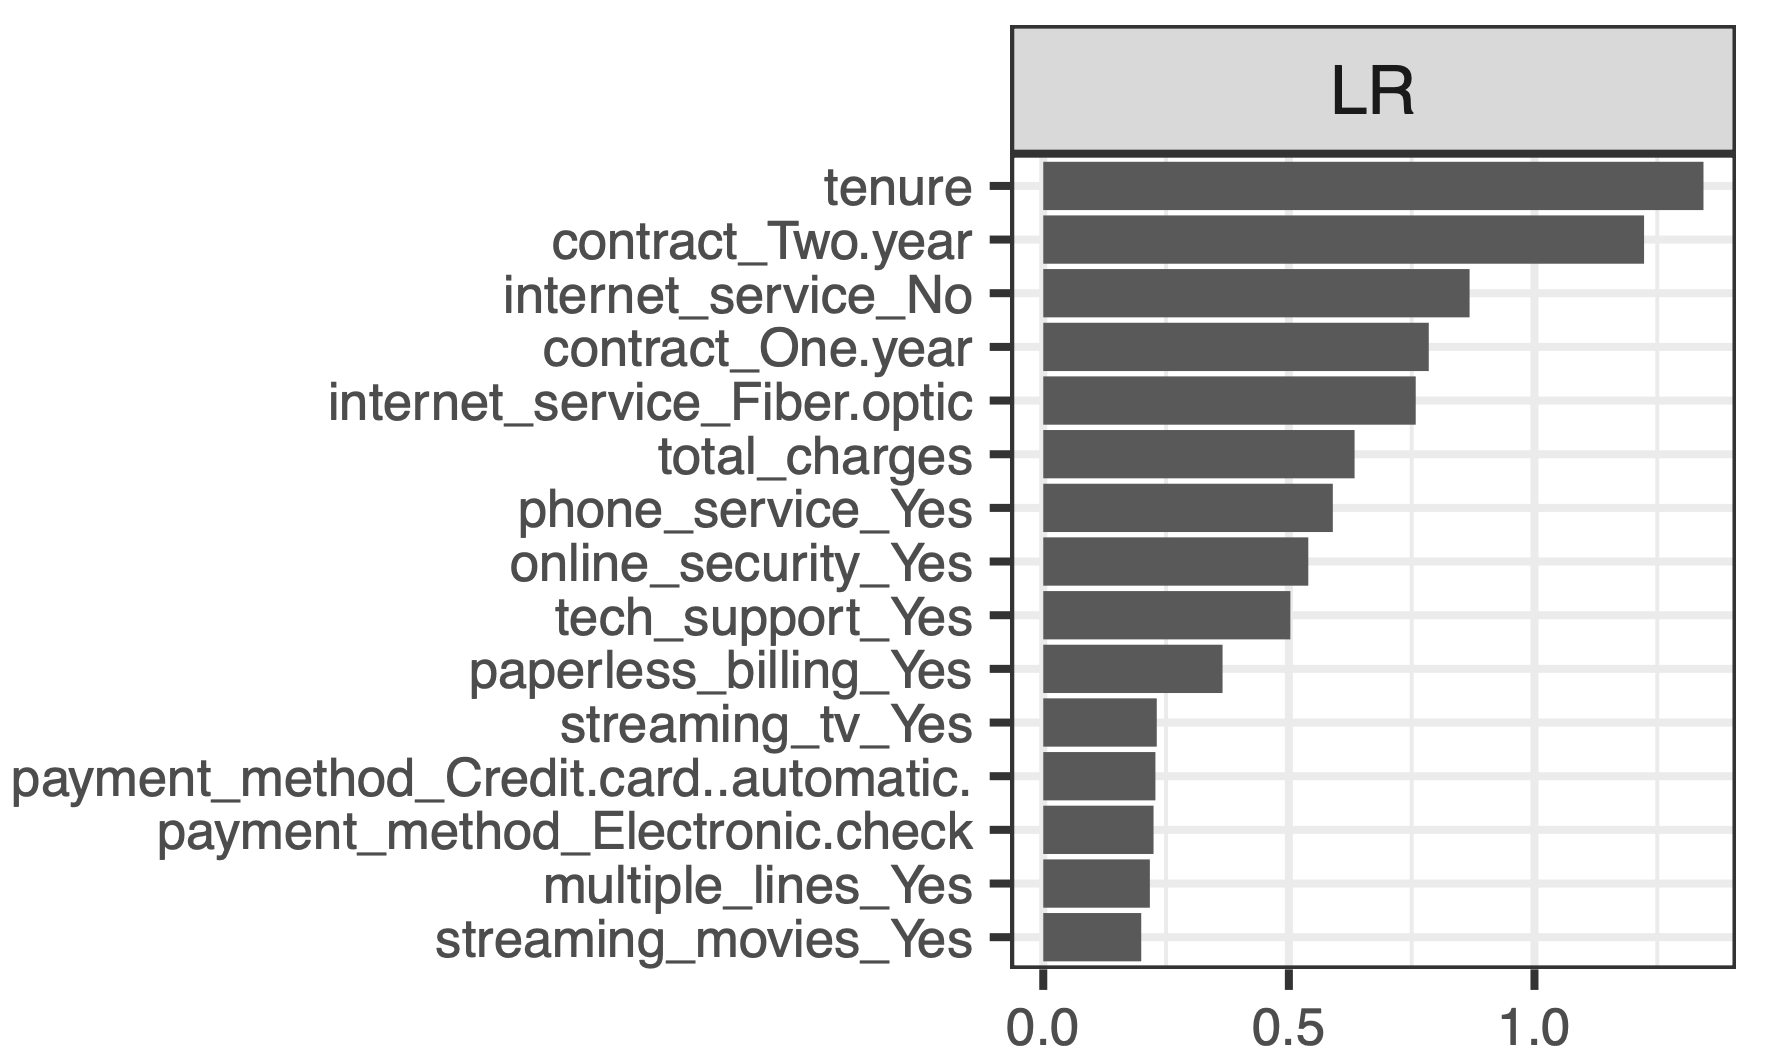 LR
tenure
contract_Two.year
internet_service_No
contract_One.year
internet_service_Fiber.optic
total_charges
phone_service_Yes
online_security_Yes
tech_support_Yes
paperless_billing_Yes
streaming_tv_Yes
payment_method_Credit.card..automatic.
payment_method_Electronic.check
multiple_lines_Yes
streaming_movies_Yes
0.0 0.5 1.0